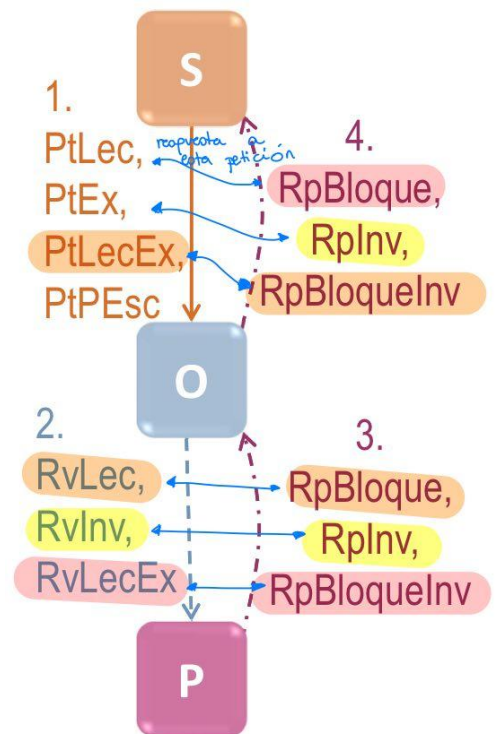 S
1.
PtLec,
PtEx,
PtLecEx,
PtPEsc
respuesta a
esta petición
4.
RpBloque,
RpInv,
RpBloqueInv
O
2.
RvLec,
RvInv,
RvLecEx
3.
RpBloque,
RpInv,
RpBloqueInv
P